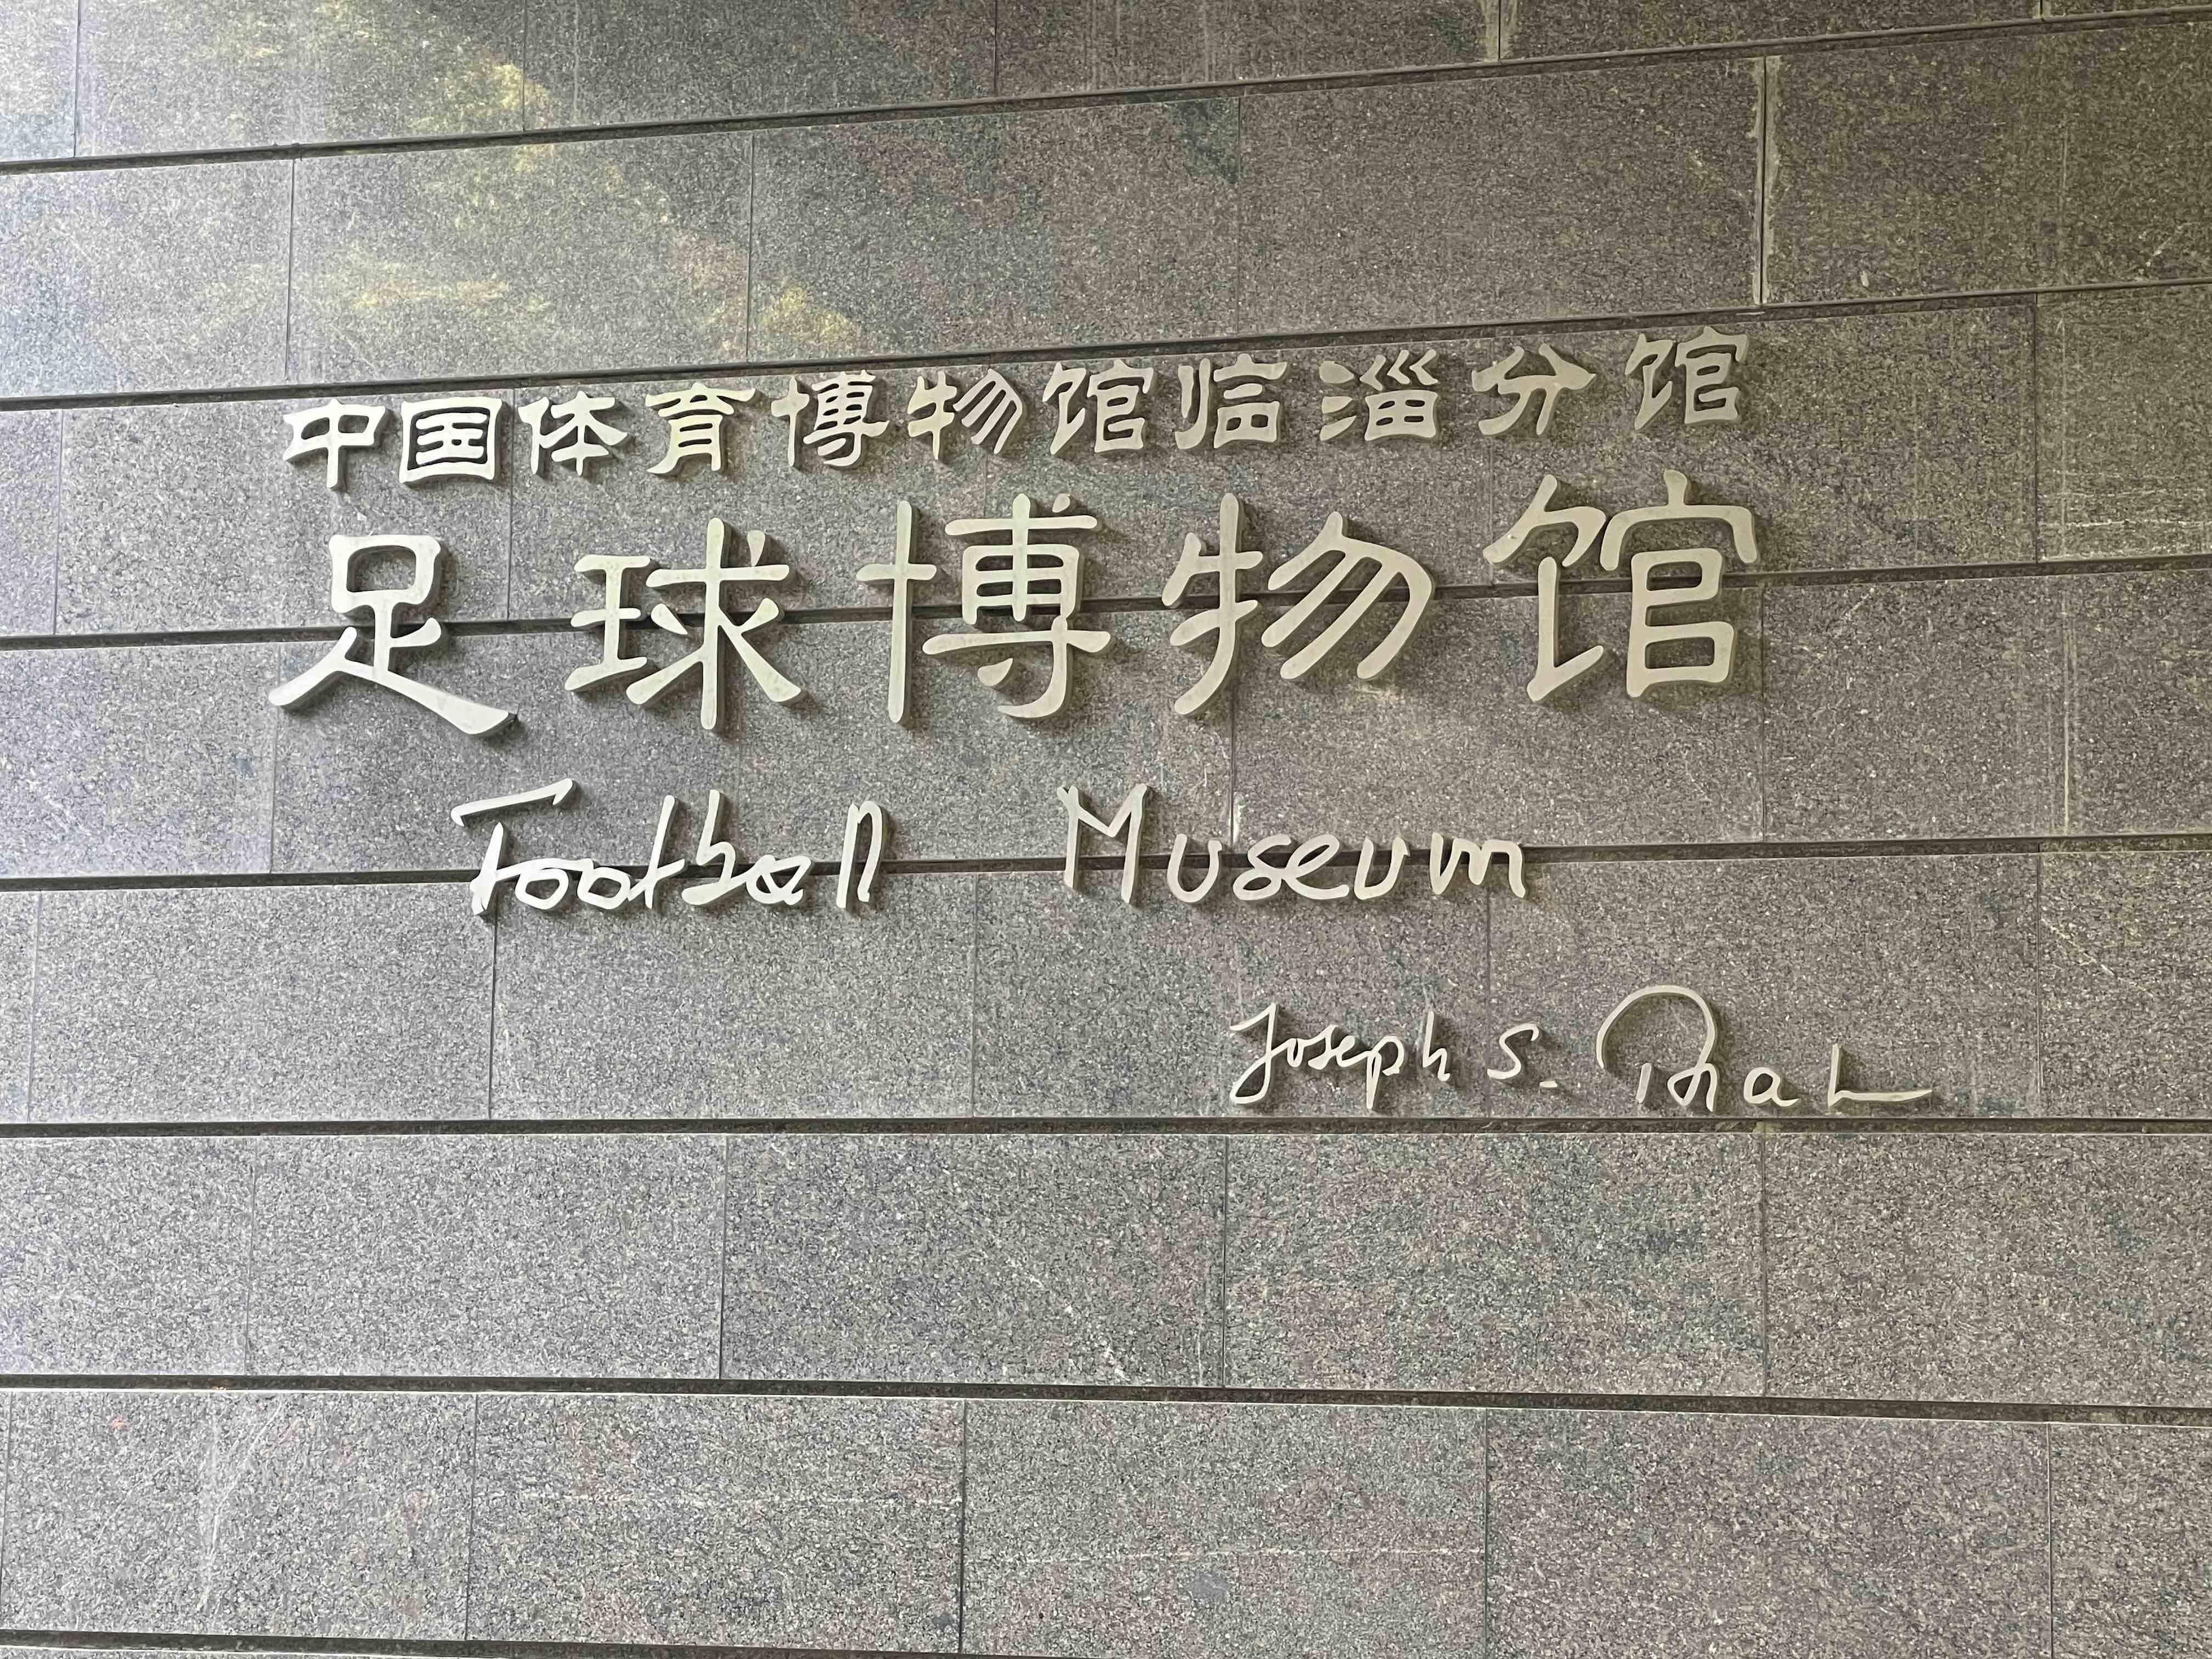 中国体育博物馆临淄分馆
足球博物馆
Football Museum
Joseph S.